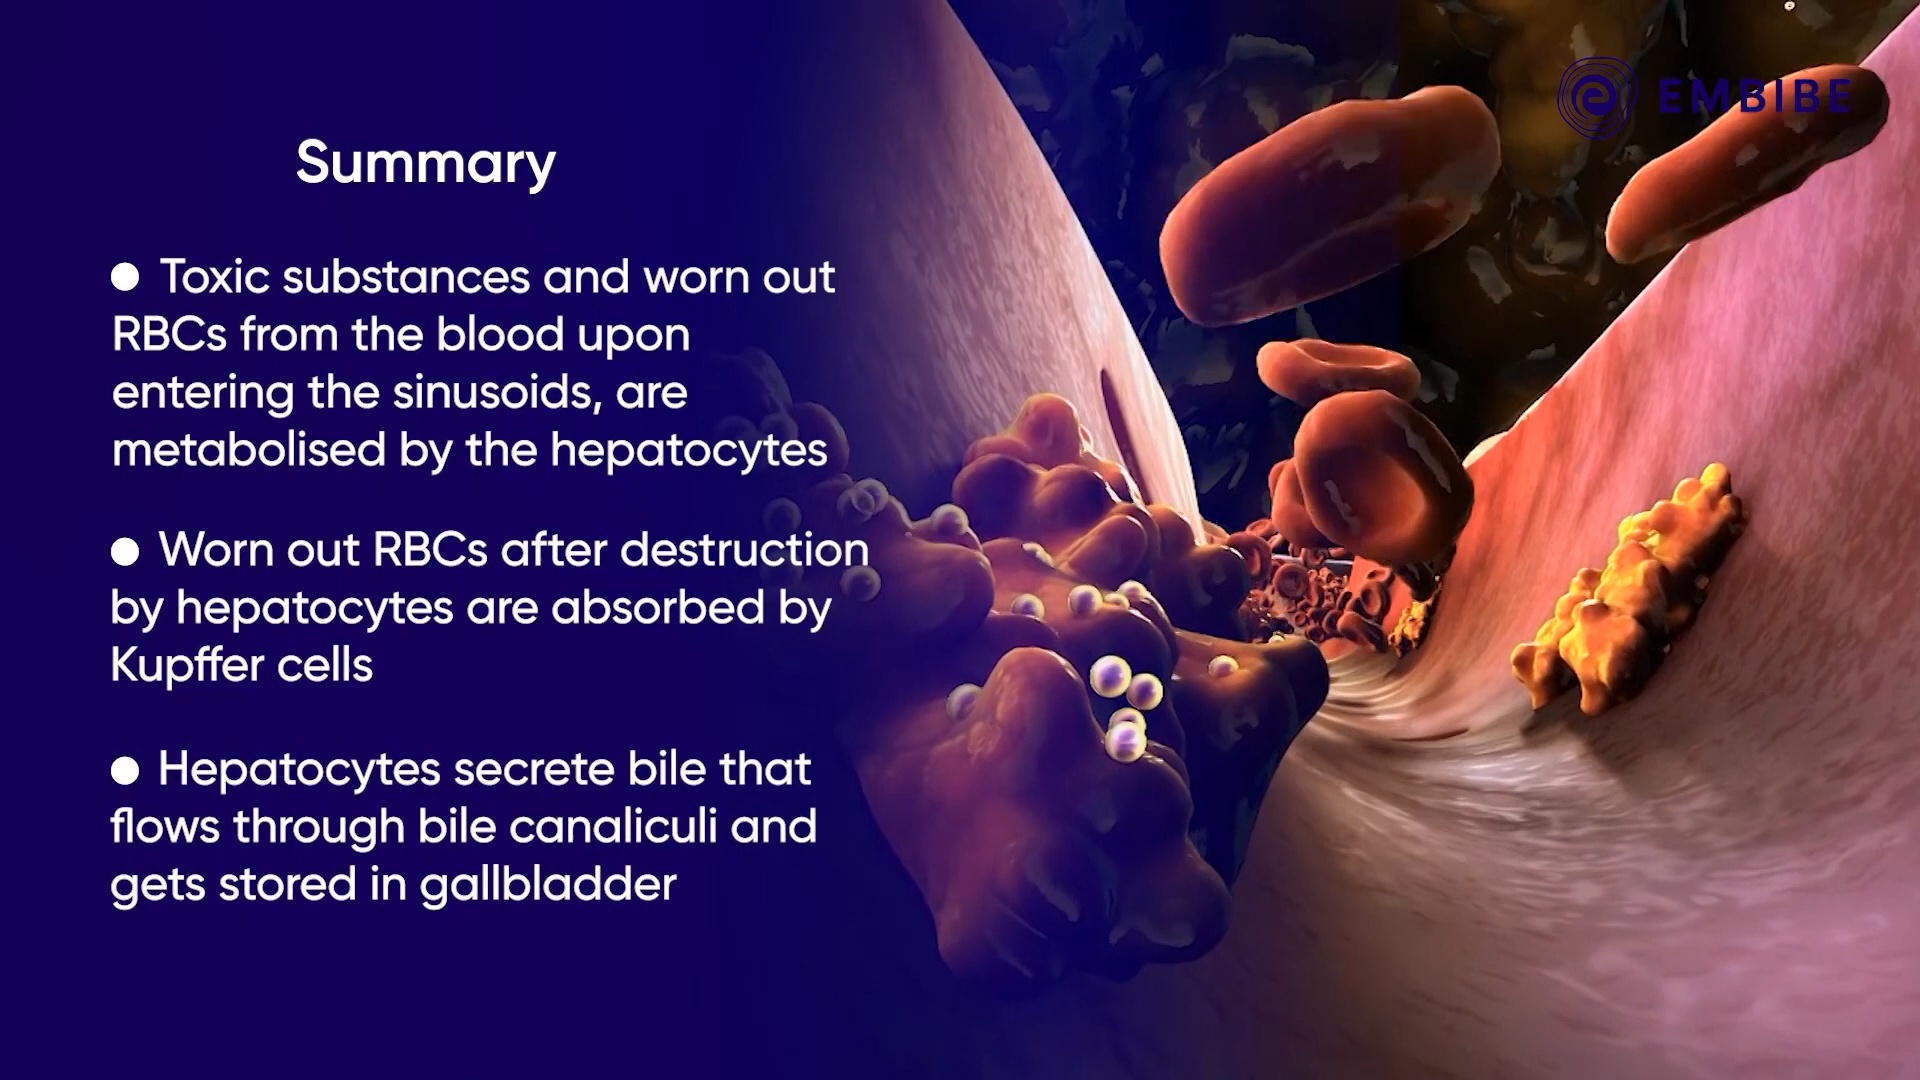 EMBIBE
Summary
● Toxic substances and worn out
RBCs from the blood upon
entering the sinusoids, are
metabolised by the hepatocytes
● Worn out RBCs after destruction
by hepatocytes are absorbed by
Kupffer cells
● Hepatocytes secrete bile that
flows through bile canaliculi and
gets stored in gallbladder